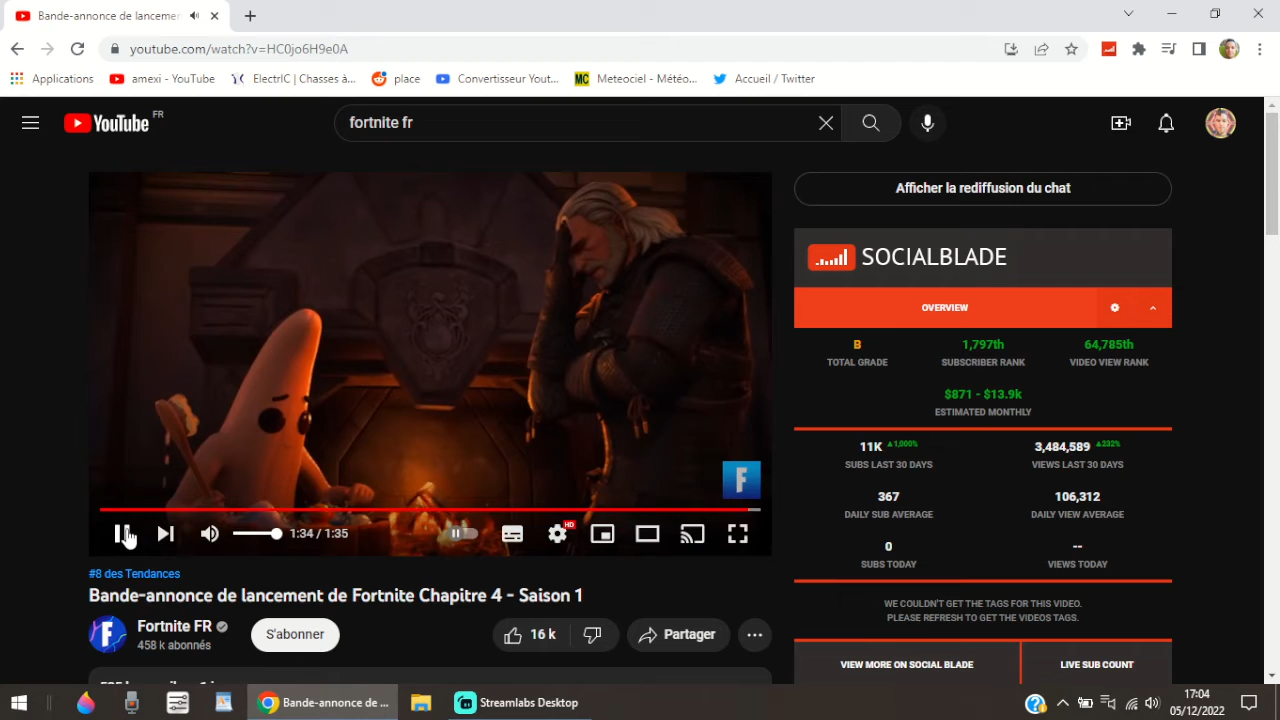 Bande-annonce de lancemen
youtube.com/watch?v=HC0jo6H9e0A
Applications
amexi - YouTube
ElectrIC | Chasses à...
place
Convertisseur Yout...
MC
Meteociel - Météo...
Accueil / Twitter
YouTube
FR
fortnite fr
Afficher la rediffusion du chat
SOCIALBLADE
OVERVIEW
B
1,797th
64,785th
TOTAL GRADE
SUBSCRIBER RANK
VIDEO VIEW RANK
$871 - $13.9k
ESTIMATED MONTHLY
11K ▲1,000%
3,484,589 ▲232%
SUBS LAST 30 DAYS
VIEWS LAST 30 DAYS
367
106,312
DAILY SUB AVERAGE
DAILY VIEW AVERAGE
0
--
SUBS TODAY
VIEWS TODAY
WE COULDN'T GET THE TAGS FOR THIS VIDEO.
PLEASE REFRESH TO GET THE VIDEOS TAGS.
VIEW MORE ON SOCIAL BLADE
LIVE SUB COUNT
F
1:34 / 1:35
HD
#8 des Tendances
Bande-annonce de lancement de Fortnite Chapitre 4 - Saison 1
Fortnite FR
458 k abonnés
S'abonner
16 k
Partager
Bande-annonce de ...
Streamlabs Desktop
17:04
05/12/2022